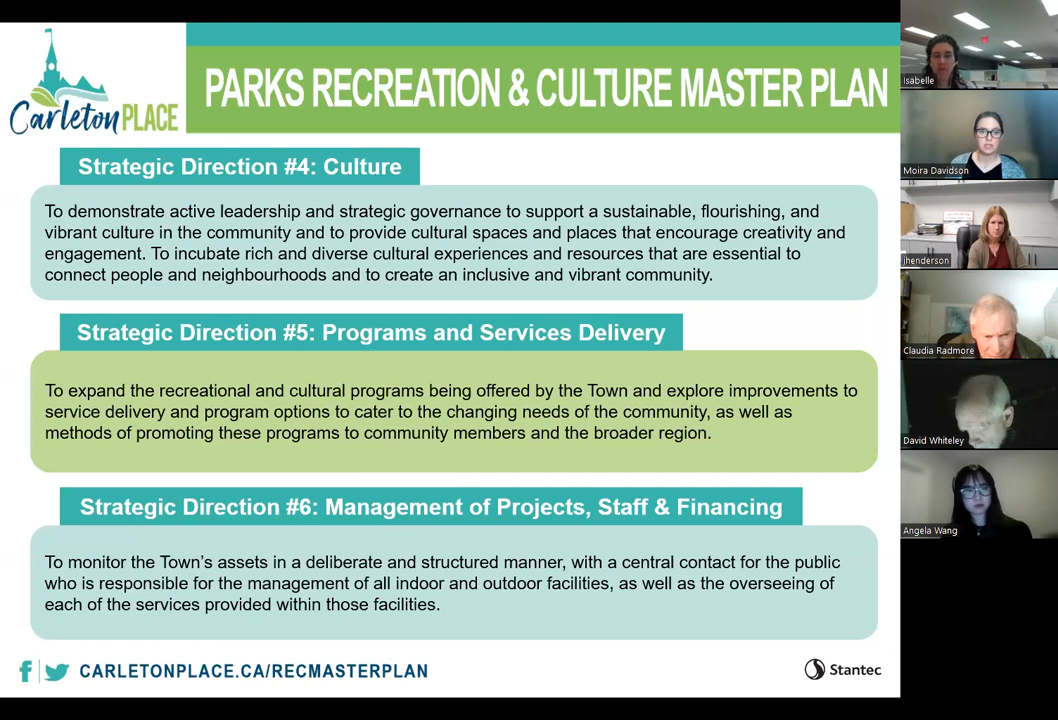 Carleton PLACE
PARKS RECREATION & CULTURE MASTER PLAN
Strategic Direction #4: Culture
To demonstrate active leadership and strategic governance to support a sustainable, flourishing, and
vibrant culture in the community and to provide cultural spaces and places that encourage creativity and
engagement. To incubate rich and diverse cultural experiences and resources that are essential to
connect people and neighbourhoods and to create an inclusive and vibrant community.
Strategic Direction #5: Programs and Services Delivery
To expand the recreational and cultural programs being offered by the Town and explore improvements to
service delivery and program options to cater to the changing needs of the community, as well as
methods of promoting these programs to community members and the broader region.
Strategic Direction #6: Management of Projects, Staff & Financing
To monitor the Town's assets in a deliberate and structured manner, with a central contact for the public
who is responsible for the management of all indoor and outdoor facilities, as well as the overseeing of
each of the services provided within those facilities.
CARLETONPLACE.CA/RECMASTERPLAN
Stantec
Isabelle
Moira Davidson
jhenderson
Claudia Radmore
David Whiteley
Angela Wang